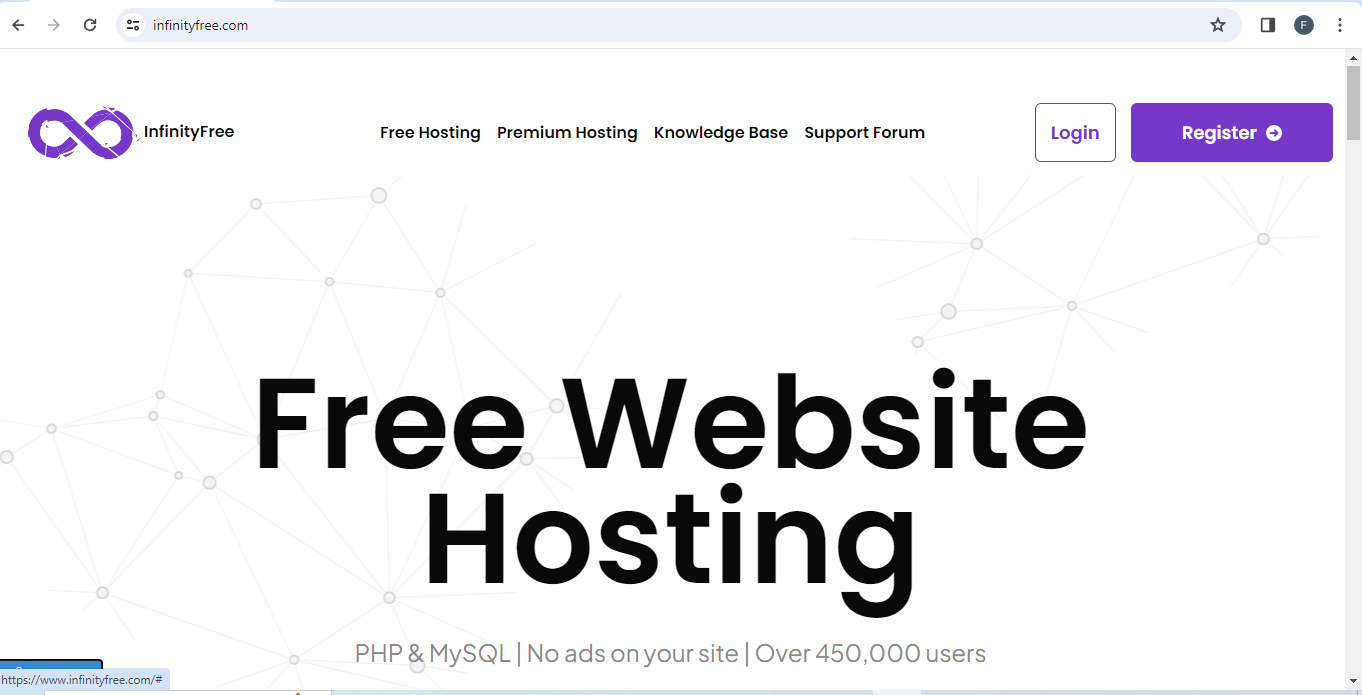 infinityfree.com
F
InfinityFree
Free Hosting Premium Hosting Knowledge Base Support Forum
Login
Register
Free Website
Hosting
PHP & MySQL | No ads on your site | Over 450,000 users
https://www.infinityfree.com/#